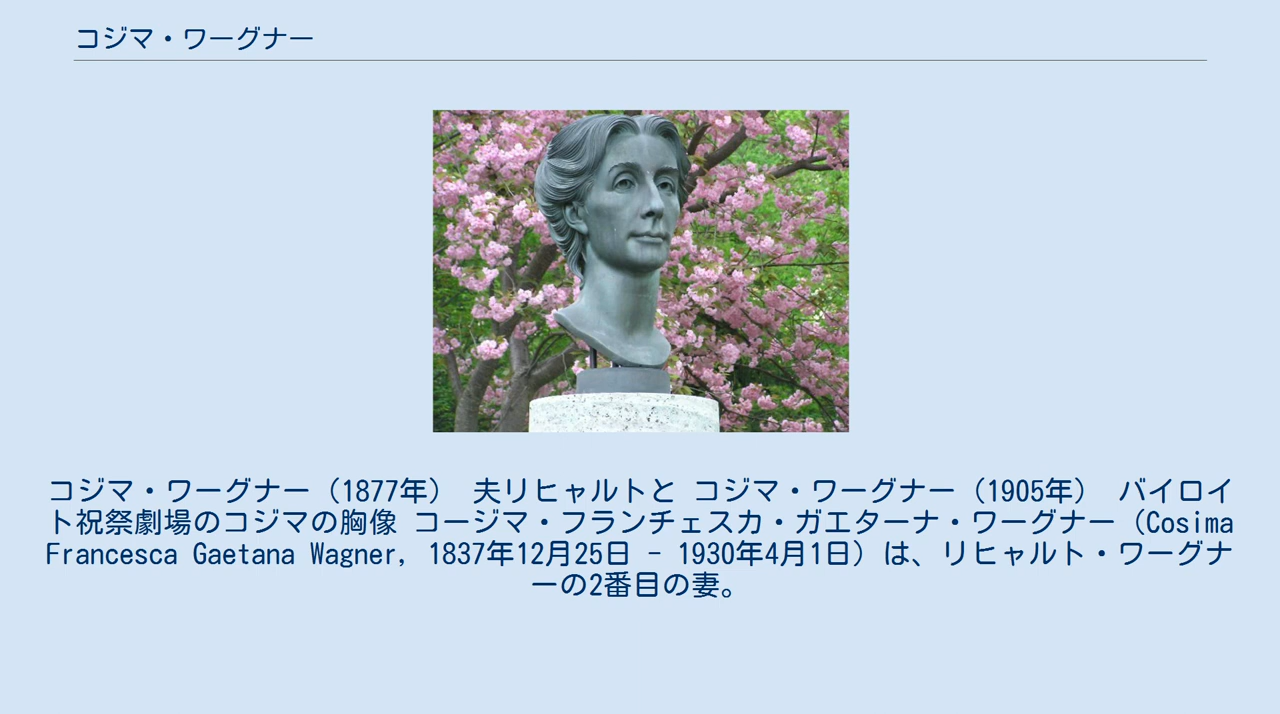 コジマ・ワーグナー
コジマ・ワーグナー（1877年） 夫リヒャルトと コジマ・ワーグナー（1905年） バイロイ
ト祝祭劇場のコジマの胸像 コージマ・フランチェスカ・ガエターナ・ワーグナー（Cosima
Francesca Gaetana Wagner, 1837年12月25日 - 1930年4月1日）は、リヒャルト・ワーグナ
ーの2番目の妻。